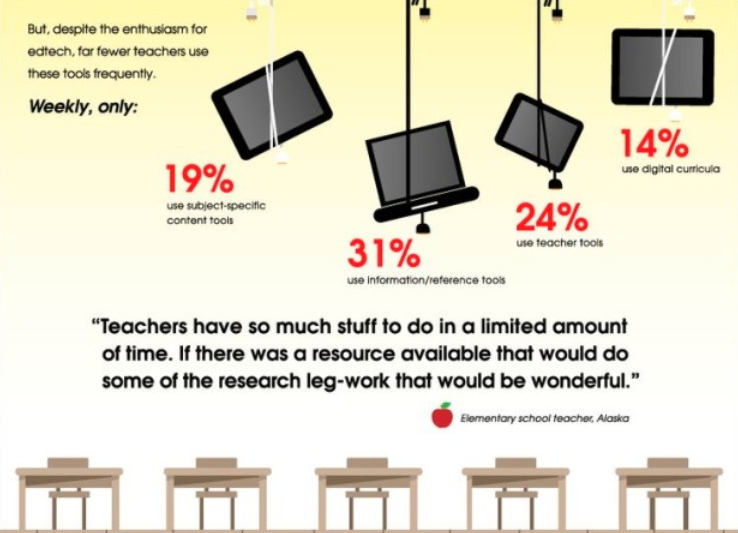 But, despite the enthusiasm for
edtech, far fewer teachers use
these tools frequently.
Weekly, only:
19%
use subject-specific
content tools
31%
use information/reference tools
24%
use teacher tools
14%
use digital curricula
“Teachers have so much stuff to do in a limited amount
of time. If there was a resource available that would do
some of the research leg-work that would be wonderful.”
Elementary school teacher, Alaska